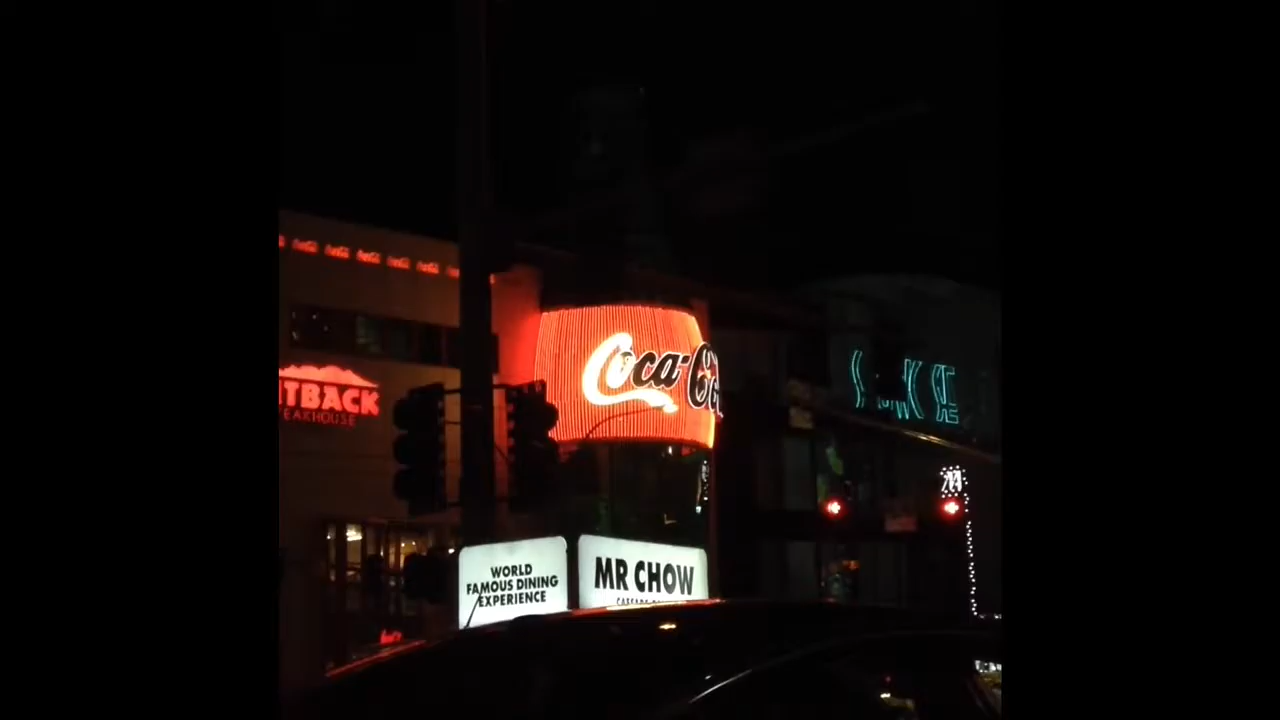 TBACK
EAKHOUSE
Coca-Co
WORLD
FAMOUS DINING
EXPERIENCE
MR CHOW